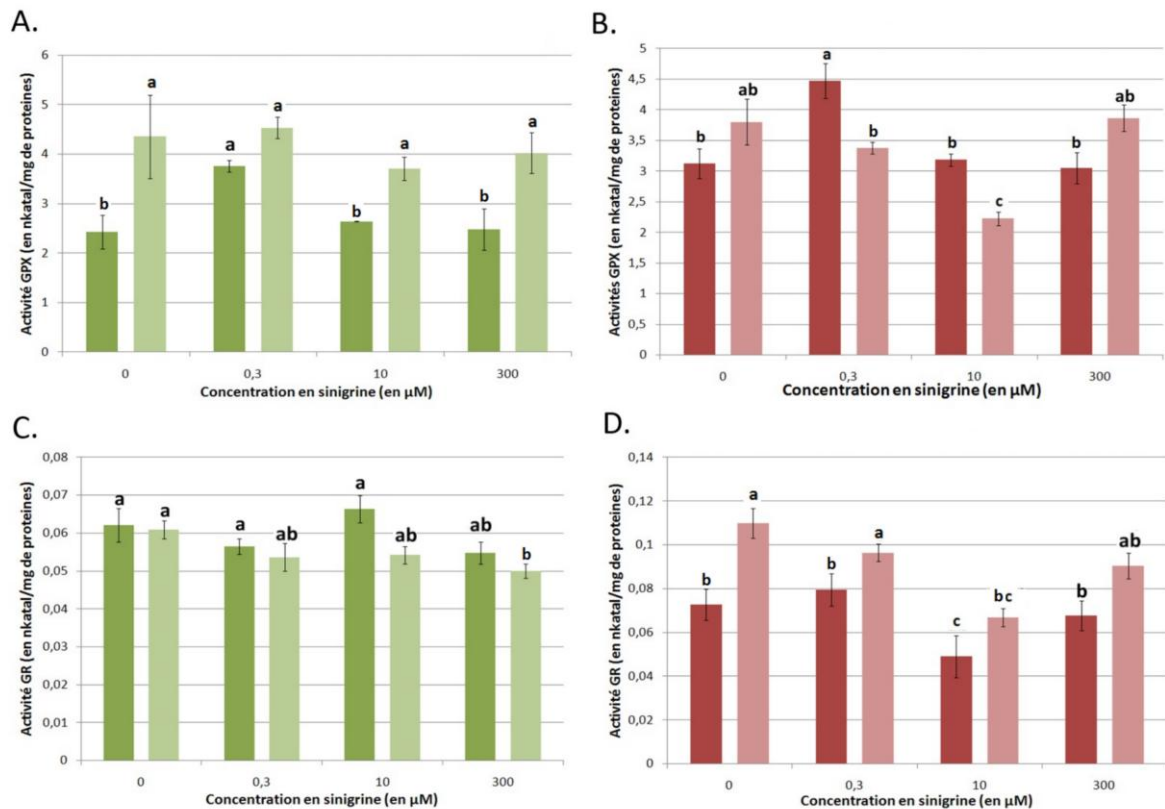 A.
6
5
4
3
2
1
0
Activité GPX (en nkatal/mg de proteines)
b
a
a
a
b
a
b
a
0
0,3
10
300
Concentration en sinigrine (en µM)
B.
5
4,5
4
3,5
3
2,5
2
1,5
1
0,5
0
Activités GPX (en nkatal/mg de proteines)
b
ab
a
b
b
c
b
ab
0
0,3
10
300
Concentration en sinigrine (en µM)
C.
0,08
0,07
0,06
0,05
0,04
0,03
0,02
0,01
0
Activité GR (en nkatal/mg de proteines)
a
a
a
ab
a
ab
ab
b
0
0,3
10
300
Concentration en sinigrine (en µM)
D.
0,14
0,12
0,1
0,08
0,06
0,04
0,02
0
Activité GR (en nkatal/mg de proteines)
b
a
b
a
c
bc
b
ab
0
0,3
10
300
Concentration en sinigrine (en µM)